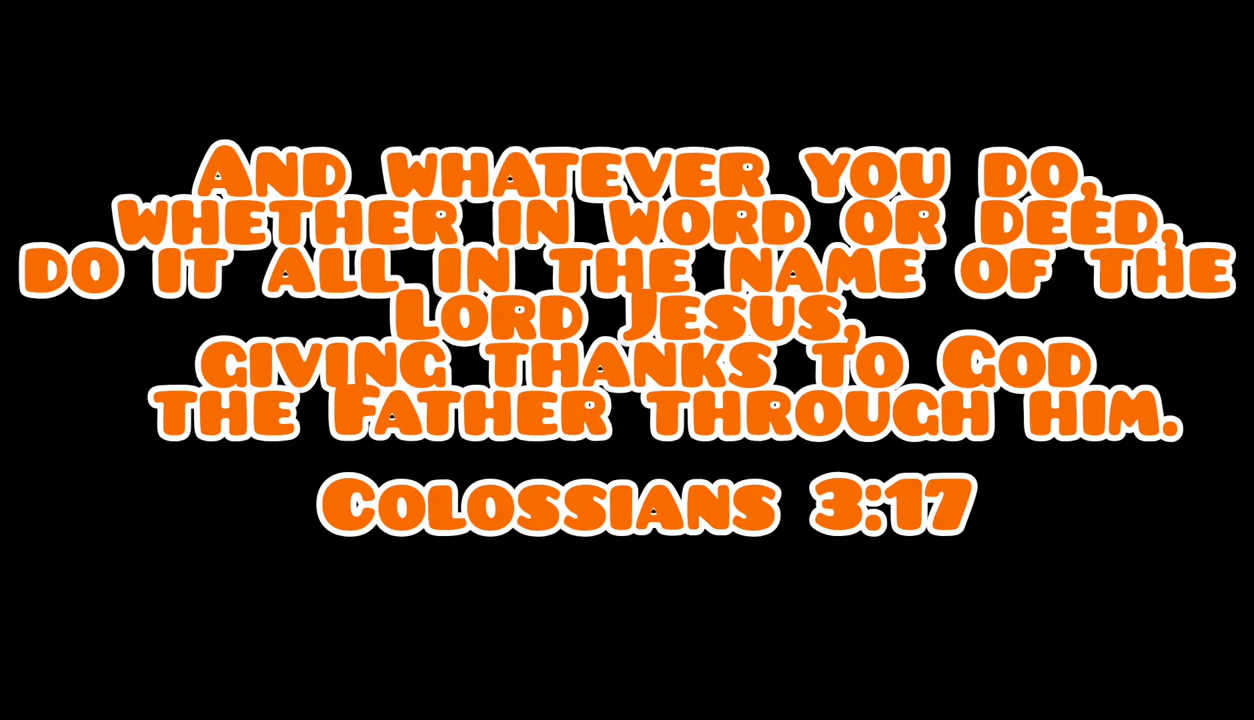 And whatever you do,
whether in word or deed,
do it all in the name of the
Lord Jesus,
giving thanks to God
the Father through him.
Colossians 3:17